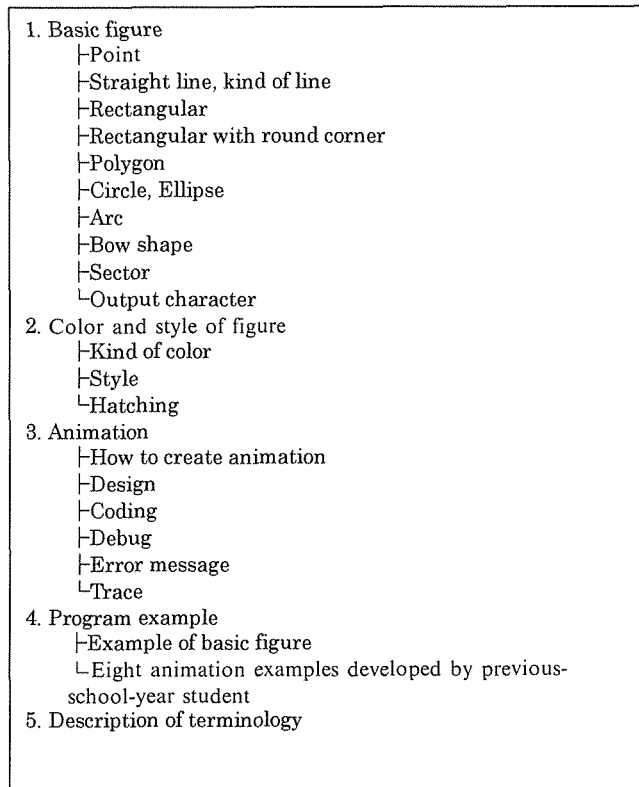 1. Basic figure
├Point
├Straight line, kind of line
├Rectangular
├Rectangular with round corner
├Polygon
├Circle, Ellipse
├Arc
├Bow shape
├Sector
└Output character
2. Color and style of figure
├Kind of color
├Style
└Hatching
3. Animation
├How to create animation
├Design
├Coding
├Debug
├Error message
└Trace
4. Program example
├Example of basic figure
└Eight animation examples developed by previous-
school-year student
5. Description of terminology